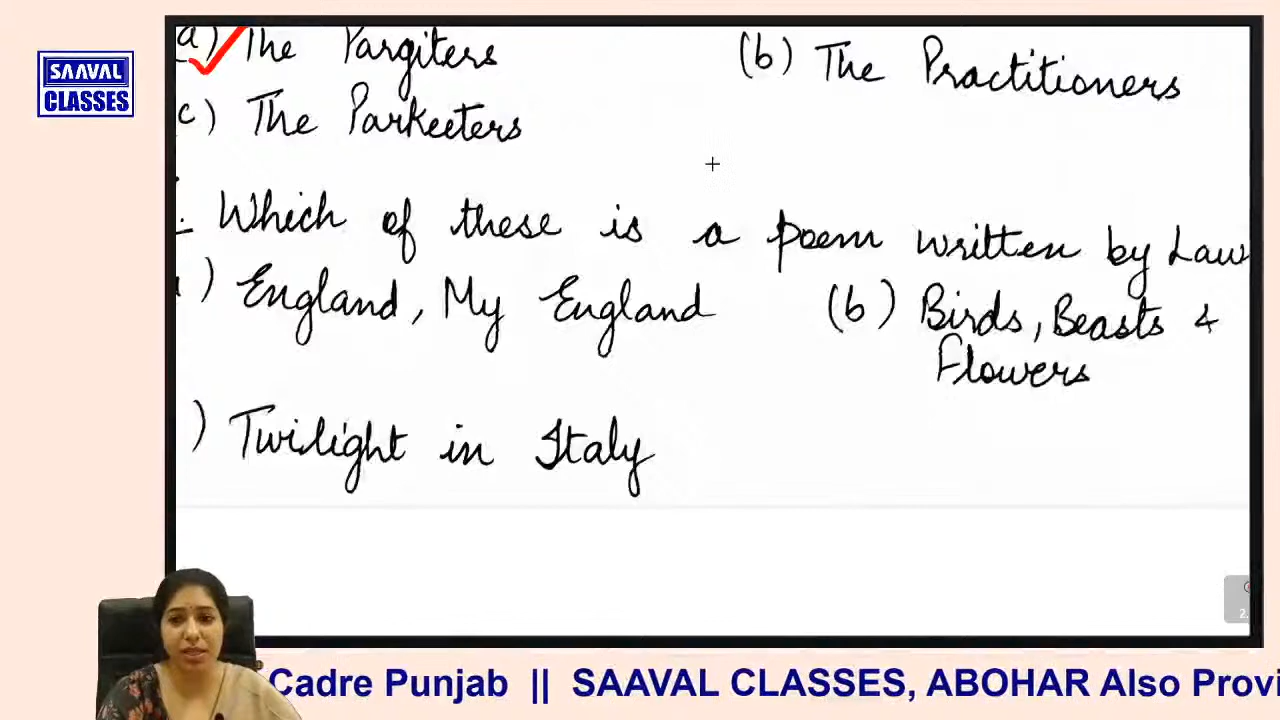 SAAVAL
CLASSES
a) The Pargiters (b) The Practitioners
c) The Parkeeters
Which of these is a poem written by Law
) England, My England (b) Birds, Beasts &
Flowers
) Twilight in Italy
2.
Cadre Punjab || SAAVAL CLASSES, ABOHAR Also Provi